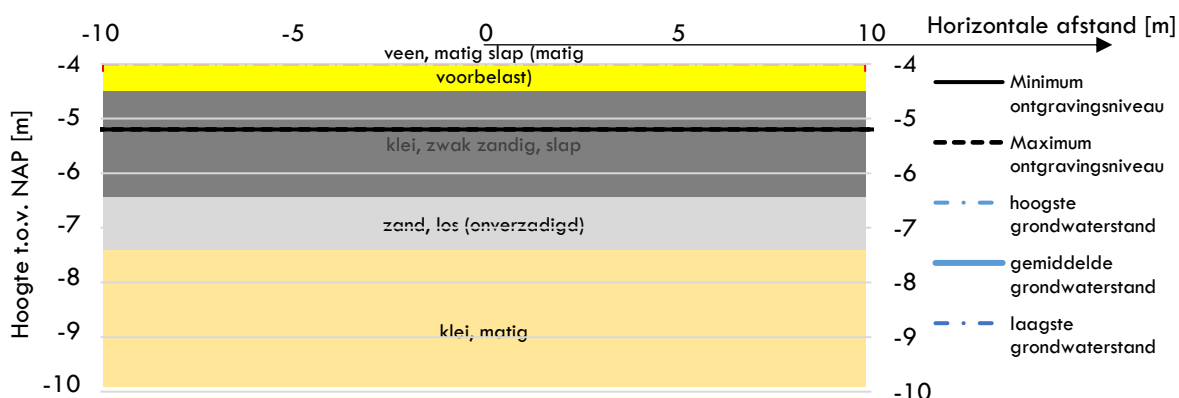 -10
-5
0
5
10
Horizontale afstand [m]
veen, matig slap (matig
voorbelast)
klei, zwak zandig, slap
zand, los (onverzadigd)
klei, matig
Hoogte t.o.v. NAP [m]
-4
-5
-6
-7
-8
-9
-10
-4
-5
-6
-7
-8
-9
-10
Minimum
ontgravingsniveau
Maximum
ontgravingsniveau
hoogste
grondwaterstand
gemiddelde
grondwaterstand
laagste
grondwaterstand